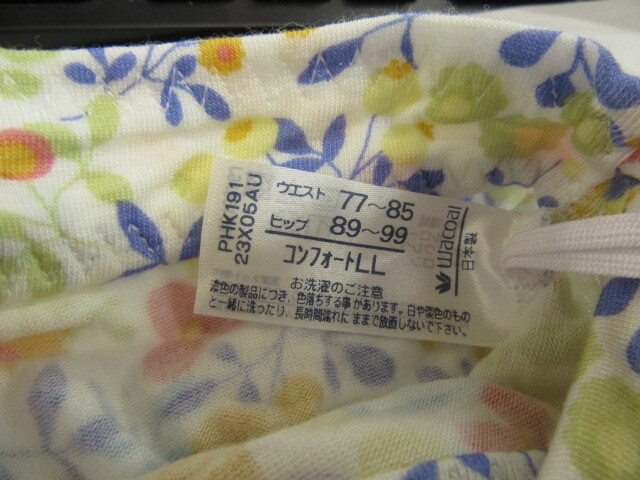 PHK191
23X05AU
ウエスト 77～85
ヒップ 89～99
コンフォートLL
Wacoal
日本製
お洗濯のご注意
濃色の製品につき、色落ちする事があります。白や淡色のもの
と一緒に洗ったり、長時間濡れたままで放面しないで下さい。